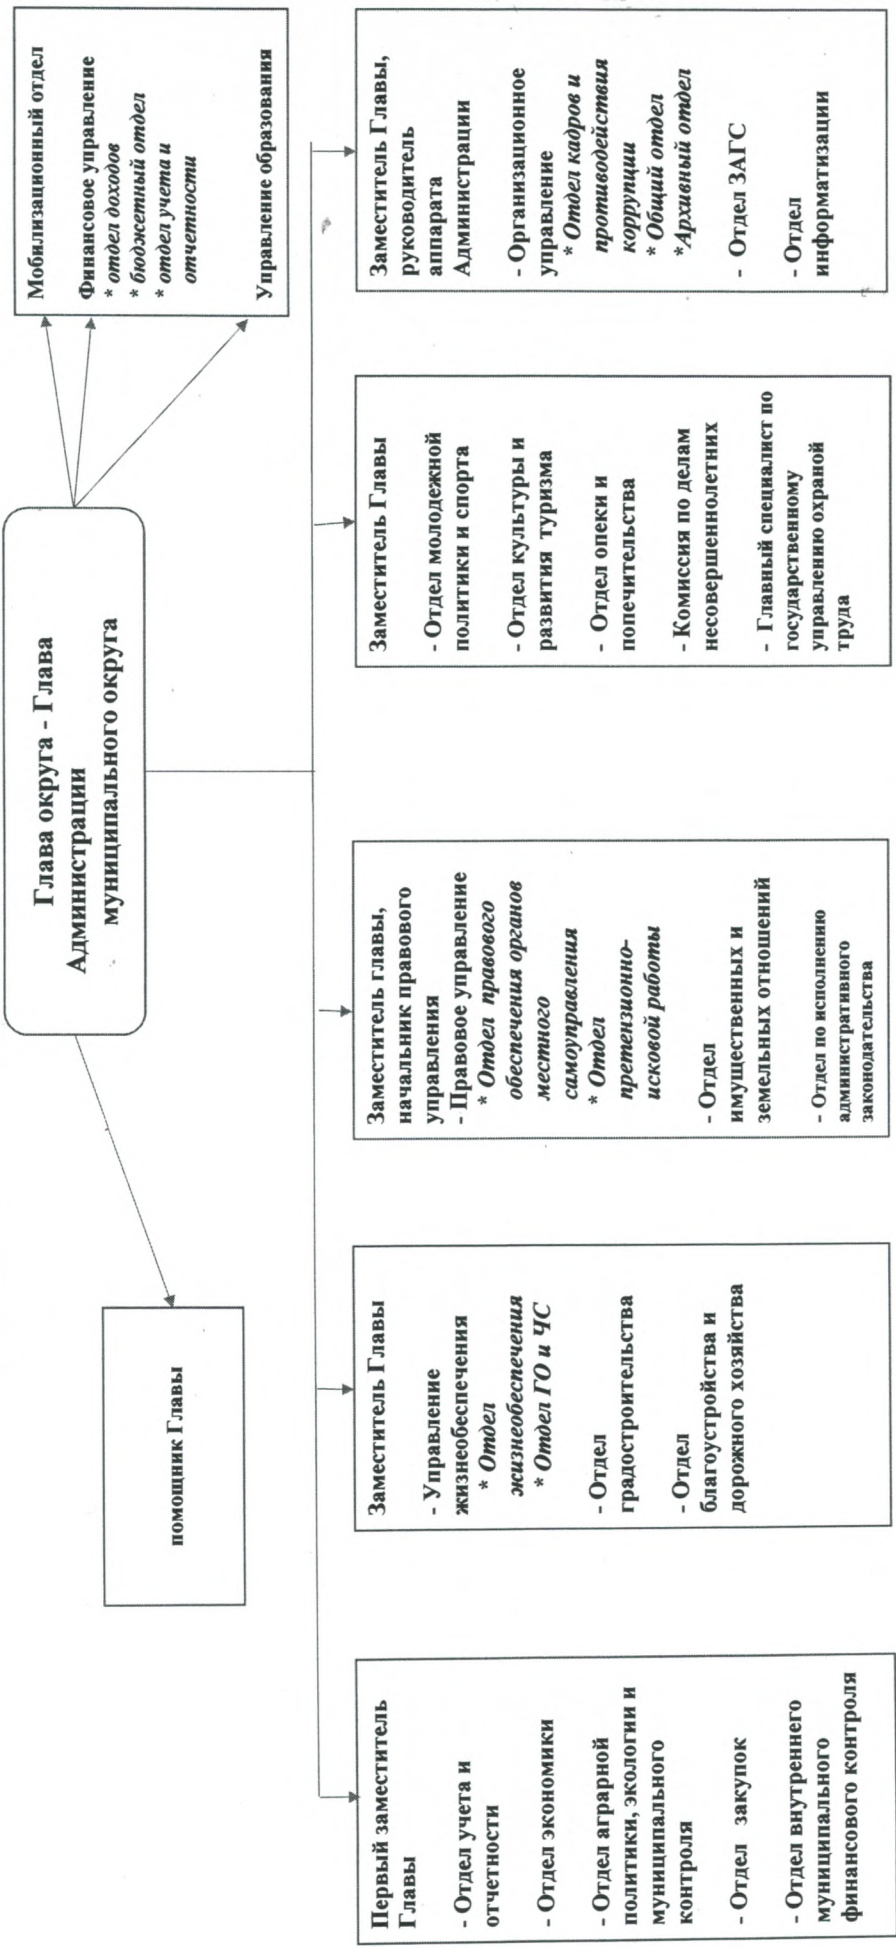 Глава округа - Глава
Администрации
муниципального округа
помощник Главы
Мобилизационный отдел
Финансовое управление
* отдел доходов
* бюджетный отдел
* отдел учета и
отчетности
Управление образования
Первый заместитель
Главы
- Отдел учета и
отчетности
- Отдел экономики
- Отдел аграрной
политики, экологии и
муниципального
контроля
- Отдел закупок
- Отдел внутреннего
муниципального
финансового контроля
Заместитель Главы
- Управление
жизнеобеспечения
* Отдел
жизнеобеспечения
* Отдел ГО и ЧС
- Отдел
градостроительства
- Отдел
благоустройства и
дорожного хозяйства
Заместитель главы,
начальник правового
управления
- Правовое управление
* Отдел правового
обеспечения органов
местного
самоуправления
* Отдел
претензионно-
исковой работы
- Отдел
имущественных и
земельных отношений
- Отдел по исполнению
административного
законодательства
Заместитель Главы
- Отдел молодежной
политики и спорта
- Отдел культуры и
развития туризма
- Отдел опеки и
попечительства
- Комиссия по делам
несовершеннолетних
- Главный специалист по
государственному
управлению охраной
труда
Заместитель Главы,
руководитель
аппарата
Администрации
- Организационное
управление
* Отдел кадров и
противодействия
коррупции
* Общий отдел
*Архивный отдел
- Отдел ЗАГС
- Отдел
информатизации